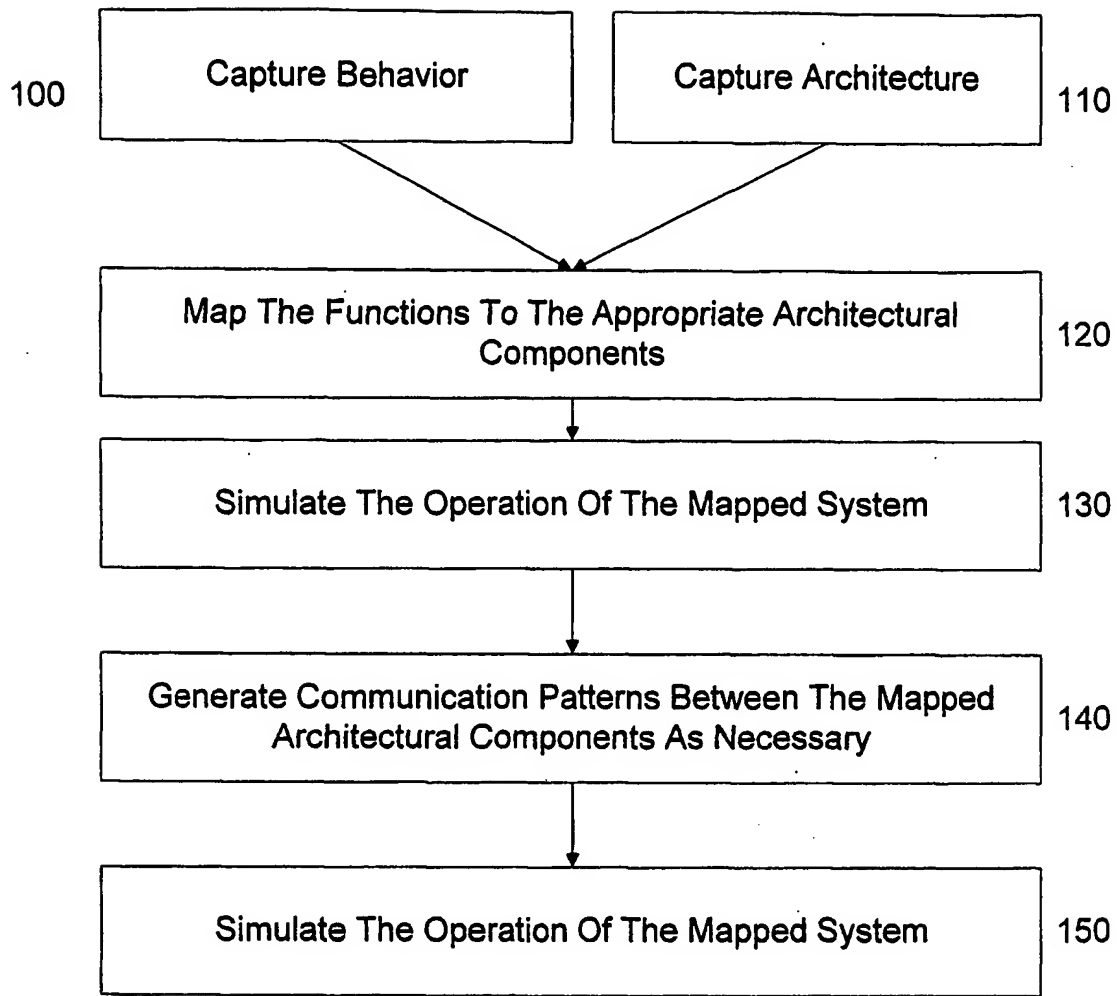 100
Capture Behavior
Capture Architecture
110
Map The Functions To The Appropriate Architectural
Components
120
Simulate The Operation Of The Mapped System
130
Generate Communication Patterns Between The Mapped
Architectural Components As Necessary
140
Simulate The Operation Of The Mapped System
150